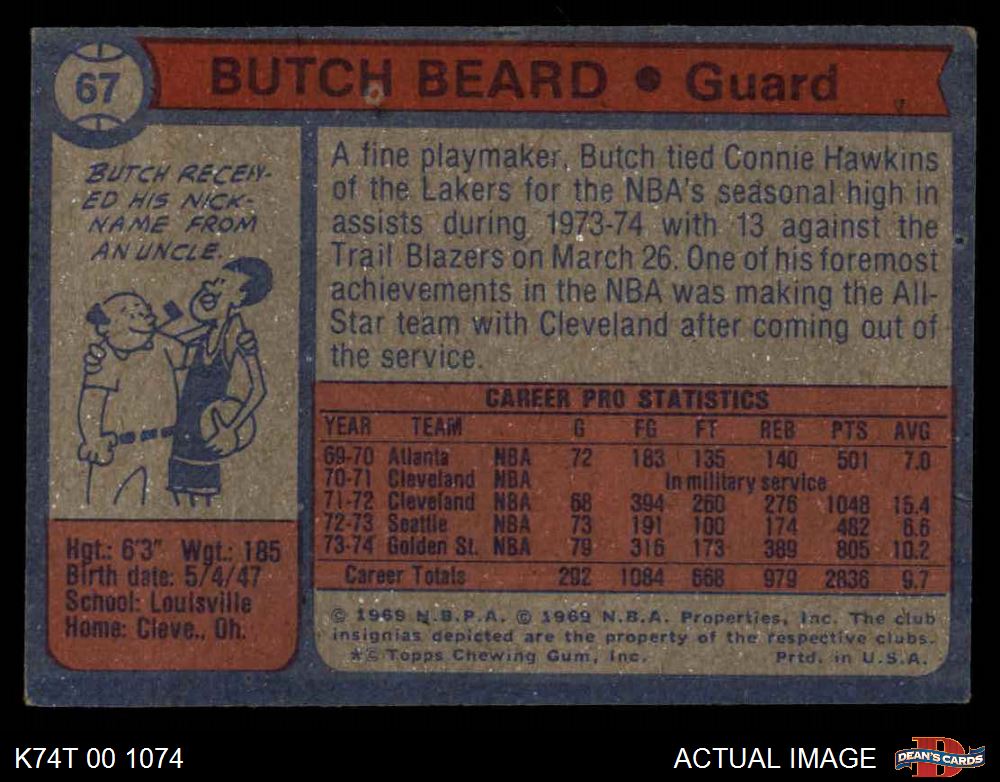 67
BUTCH BEARD • Guard
BUTCH RECEIV-
ED HIS NICK-
NAME FROM
AN UNCLE.
A fine playmaker, Butch tied Connie Hawkins
of the Lakers for the NBA's seasonal high in
assists during 1973-74 with 13 against the
Trail Blazers on March 26. One of his foremost
achievements in the NBA was making the All-
Star team with Cleveland after coming out of
the service.
CAREER PRO STATISTICS
YEAR TEAM G FG FT REB PTS AVG
69-70 Atlanta NBA 72 183 135 140 501 7.0
70-71 Cleveland NBA In military service
71-72 Cleveland NBA 68 394 260 276 1048 15.4
72-73 Seattle NBA 73 191 100 174 482 6.6
73-74 Golden St. NBA 79 316 173 389 805 10.2
Career Totals 292 1084 668 979 2836 9.7
Hgt.: 6'3" Wgt.: 185
Birth date: 5/4/47
School: Louisville
Home: Cleve., Oh.
© 1969 N.B.P.A. © 1969 N.B.A. Properties, Inc. The club
insignias depicted are the property of the respective clubs.
*© Topps Chewing Gum, Inc. Prtd. in U.S.A.
K74T 00 1074
ACTUAL IMAGE
D
DEAN'S CARDS